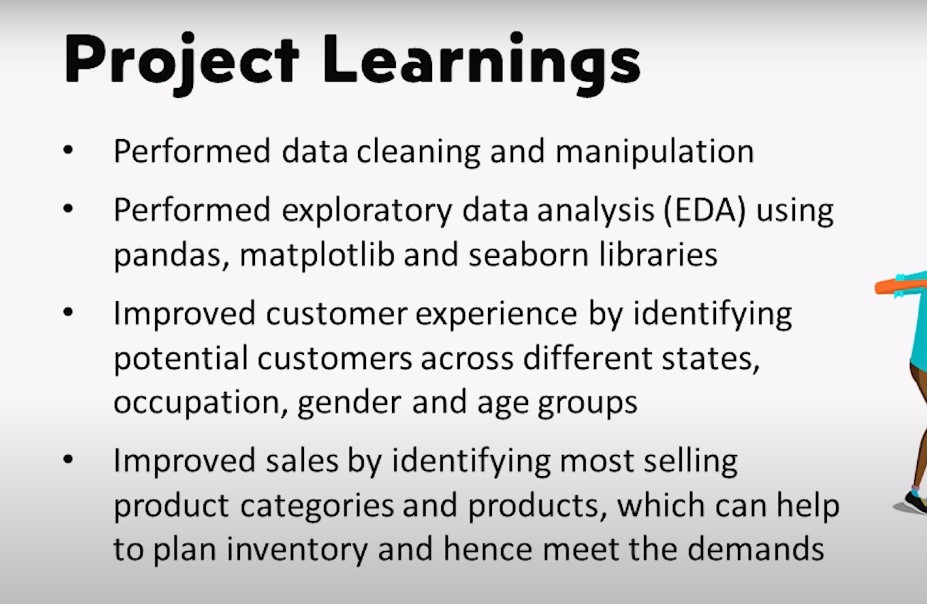 Project Learnings
• Performed data cleaning and manipulation
• Performed exploratory data analysis (EDA) using
pandas, matplotlib and seaborn libraries
• Improved customer experience by identifying
potential customers across different states,
occupation, gender and age groups
• Improved sales by identifying most selling
product categories and products, which can help
to plan inventory and hence meet the demands